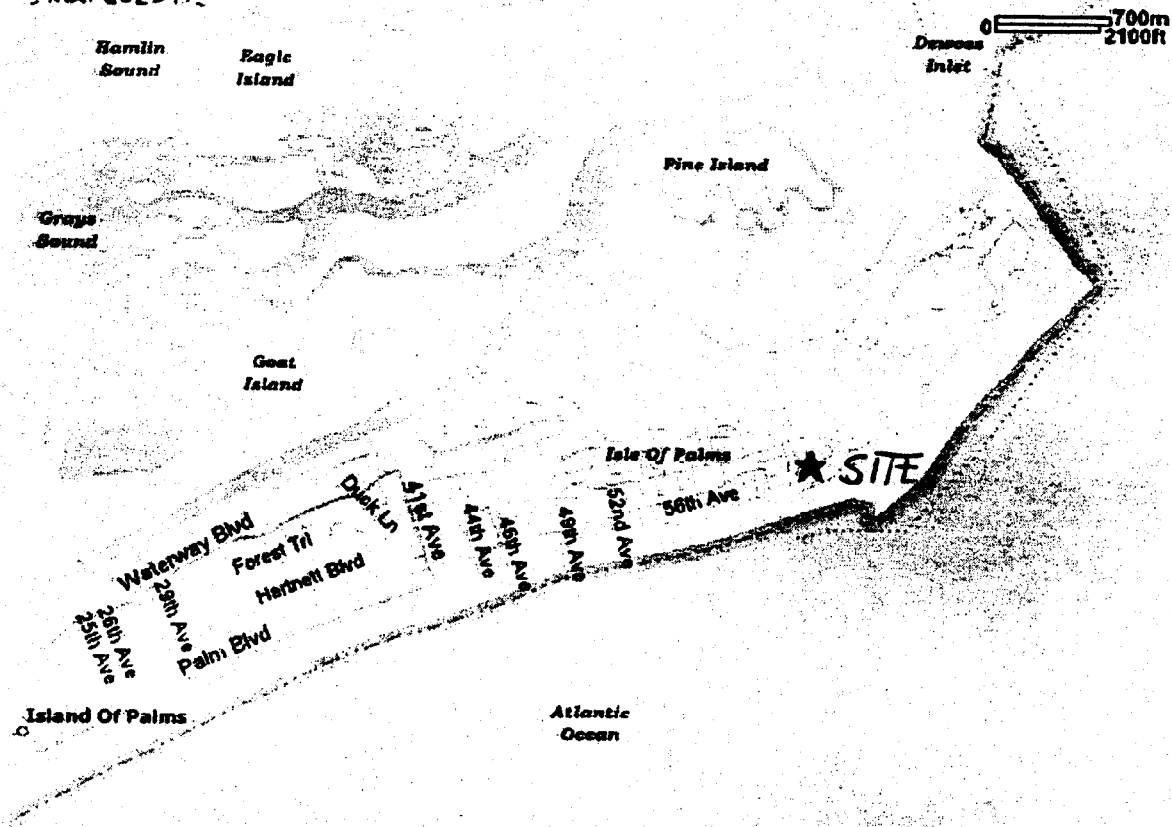 0 700m
2100ft
Hamlin
Sound
Eagle
Island
Dewees
Inlet
Pine Island
Grays
Sound
Goat
Island
Isle Of Palms
★ SITE
Duck Ln
41st Ave
44th Ave
46th Ave
49th Ave
52nd Ave
56th Ave
Waterway Blvd
Forest Trl
Hartnett Blvd
29th Ave
26th Ave
25th Ave
Palm Blvd
Island Of Palms
Atlantic
Ocean